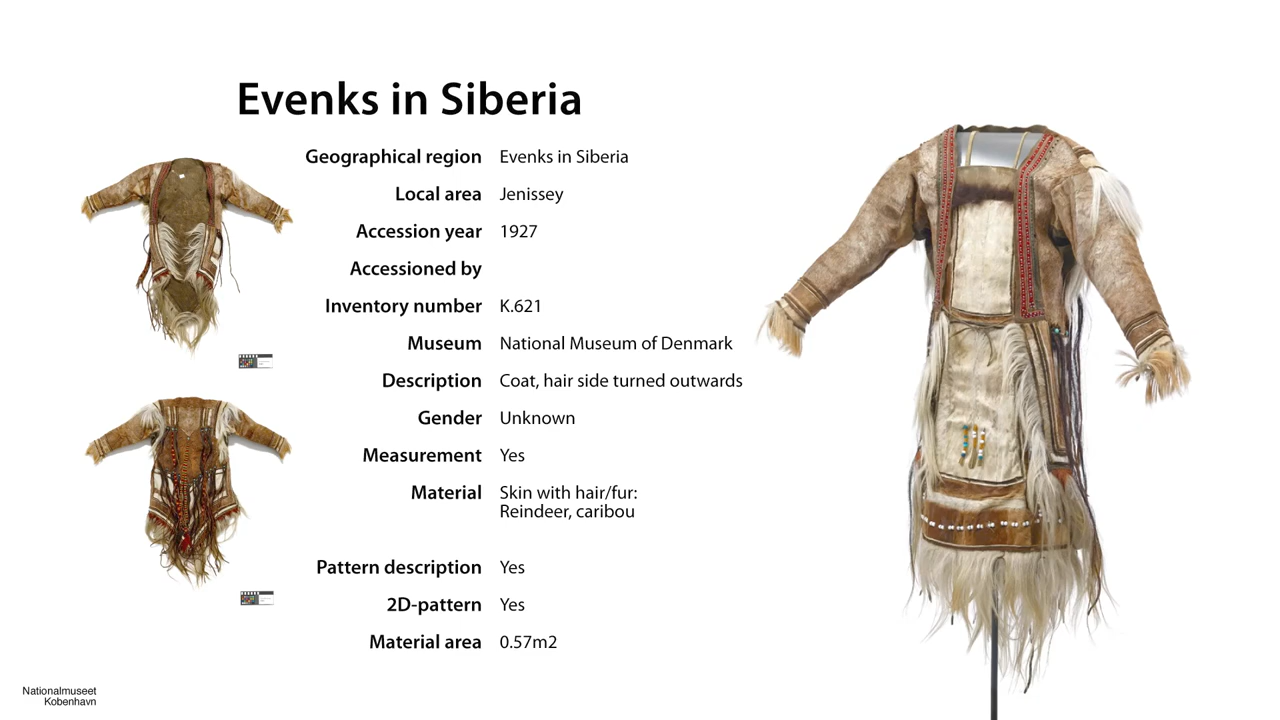 Evenks in Siberia
Geographical region Evenks in Siberia
Local area Jenissey
Accession year 1927
Accessioned by
Inventory number K.621
Museum National Museum of Denmark
Description Coat, hair side turned outwards
Gender Unknown
Measurement Yes
Material Skin with hair/fur:
Reindeer, caribou
Pattern description Yes
2D-pattern Yes
Material area 0.57m2
Nationalmuseet
Kobenhavn